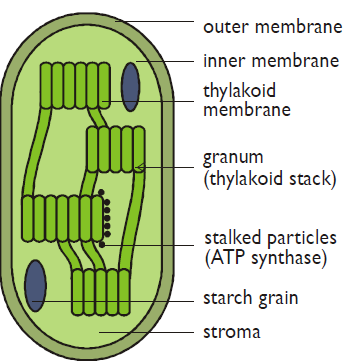 outer membrane
inner membrane
thylakoid
membrane
granum
(thylakoid stack)
stalked particles
(ATP synthase)
starch grain
stroma